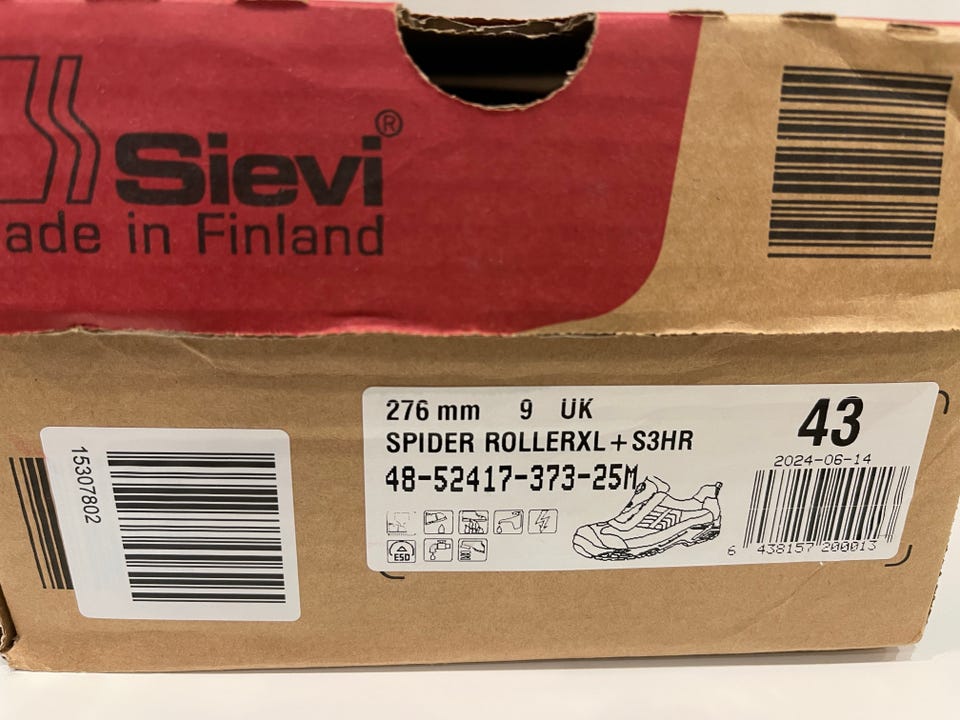 Sievi®
ade in Finland
276 mm 9 UK
SPIDER ROLLERXL+S3HR
48-52417-373-25M
43
2024-06-14
ESD
6 438157 200013
15307802